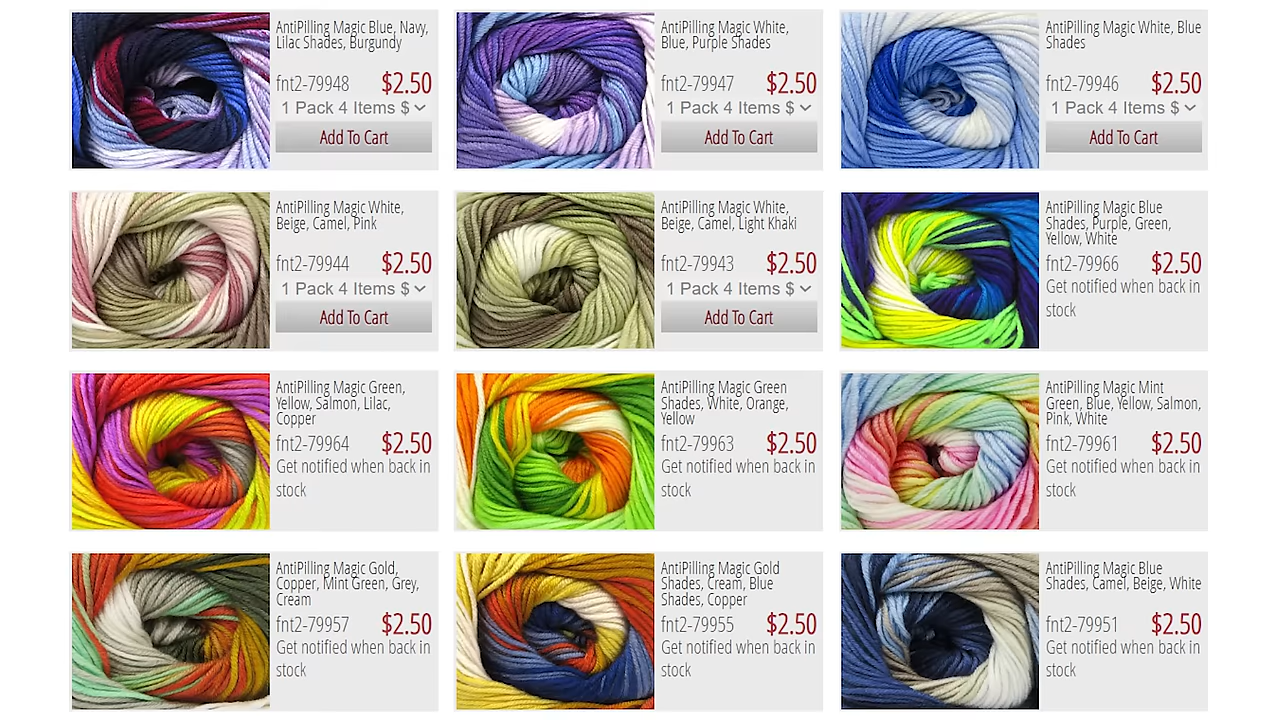 AntiPilling Magic Blue, Navy,
Lilac Shades, Burgundy
fnt2-79948 $2.50
1 Pack 4 Items $
Add To Cart
AntiPilling Magic White,
Blue, Purple Shades
fnt2-79947 $2.50
1 Pack 4 Items $
Add To Cart
AntiPilling Magic White, Blue
Shades
fnt2-79946 $2.50
1 Pack 4 Items $
Add To Cart
AntiPilling Magic White,
Beige, Camel, Pink
fnt2-79944 $2.50
1 Pack 4 Items $
Add To Cart
AntiPilling Magic White,
Beige, Camel, Light Khaki
fnt2-79943 $2.50
1 Pack 4 Items $
Add To Cart
AntiPilling Magic Blue
Shades, Purple, Green,
Yellow, White
fnt2-79966 $2.50
Get notified when back in
stock
AntiPilling Magic Green,
Yellow, Salmon, Lilac,
Copper
fnt2-79964 $2.50
Get notified when back in
stock
AntiPilling Magic Green
Shades, White, Orange,
Yellow
fnt2-79963 $2.50
Get notified when back in
stock
AntiPilling Magic Mint
Green, Blue, Yellow, Salmon,
Pink, White
fnt2-79961 $2.50
Get notified when back in
stock
AntiPilling Magic Gold,
Copper, Mint Green, Grey,
Cream
fnt2-79957 $2.50
Get notified when back in
stock
AntiPilling Magic Gold
Shades, Cream, Blue
Shades, Copper
fnt2-79955 $2.50
Get notified when back in
stock
AntiPilling Magic Blue
Shades, Camel, Beige, White
fnt2-79951 $2.50
Get notified when back in
stock